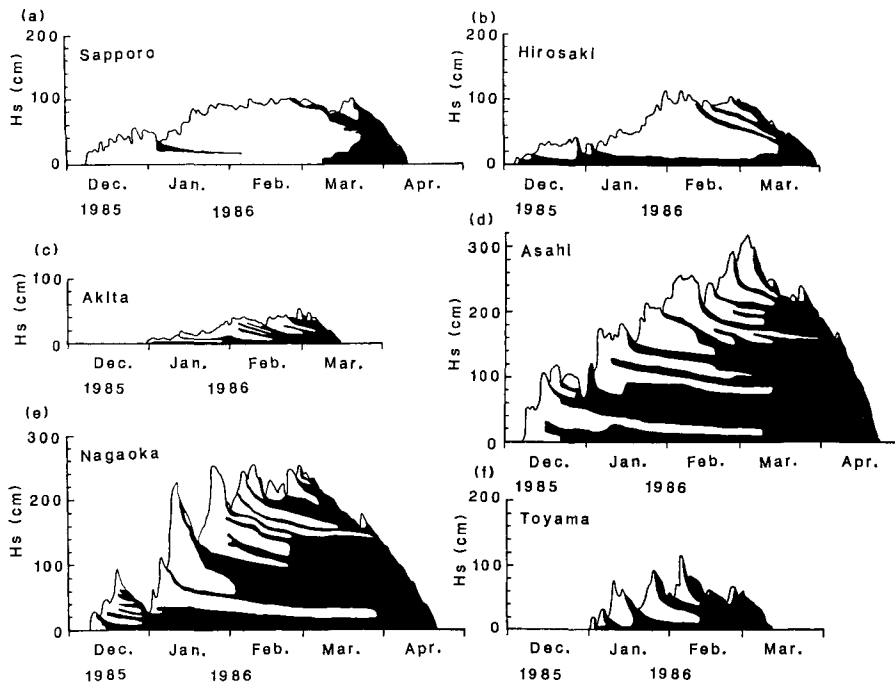 (a)
Sapporo
Hs (cm)
200
100
0
Dec. Jan. Feb. Mar. Apr.
1985 1986
(b)
Hirosaki
Hs (cm)
200
100
0
Dec. Jan. Feb. Mar.
1985 1986
(c)
Akita
Hs (cm)
100
0
Dec. Jan. Feb. Mar.
1985 1986
(d)
Asahi
Hs (cm)
300
200
100
0
Dec. Jan. Feb. Mar. Apr.
1985 1986
(e)
Nagaoka
Hs (cm)
300
200
100
0
Dec. Jan. Feb. Mar. Apr.
1985 1986
(f)
Toyama
Hs (cm)
200
100
0
Dec. Jan. Feb. Mar.
1985 1986